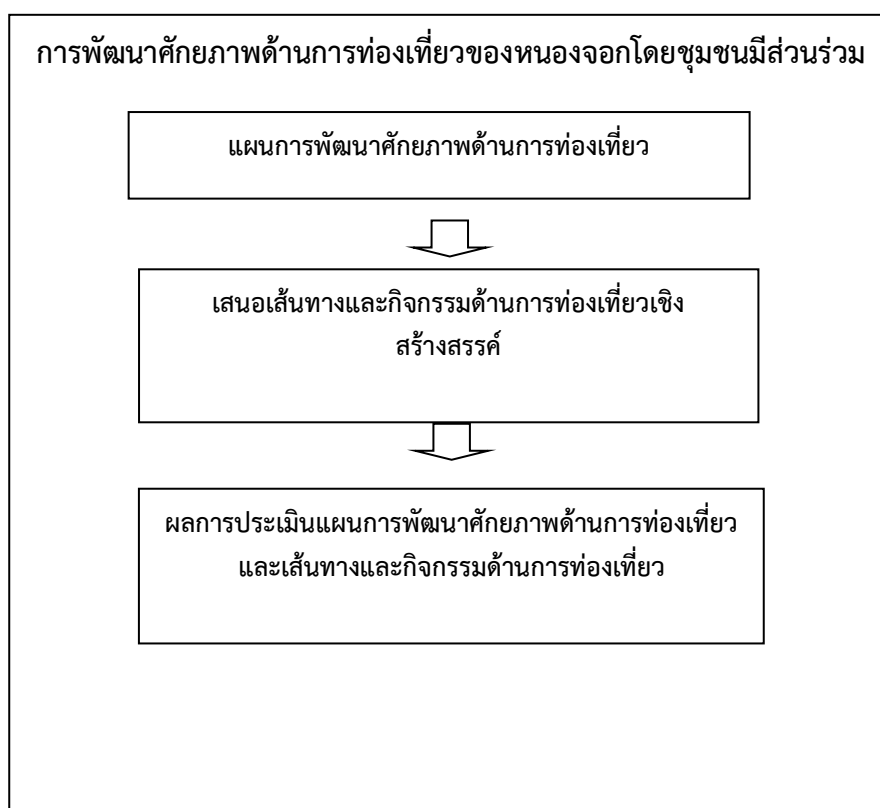 การพัฒนาศักยภาพด้านการท่องเที่ยวของหนองจอกโดยชุมชนมีส่วนร่วม
แผนการพัฒนาศักยภาพด้านการท่องเที่ยว
เสนอเส้นทางและกิจกรรมด้านการท่องเที่ยวเชิง
สร้างสรรค์
ผลการประเมินแผนการพัฒนาศักยภาพด้านการท่องเที่ยว
และเส้นทางและกิจกรรมด้านการท่องเที่ยว